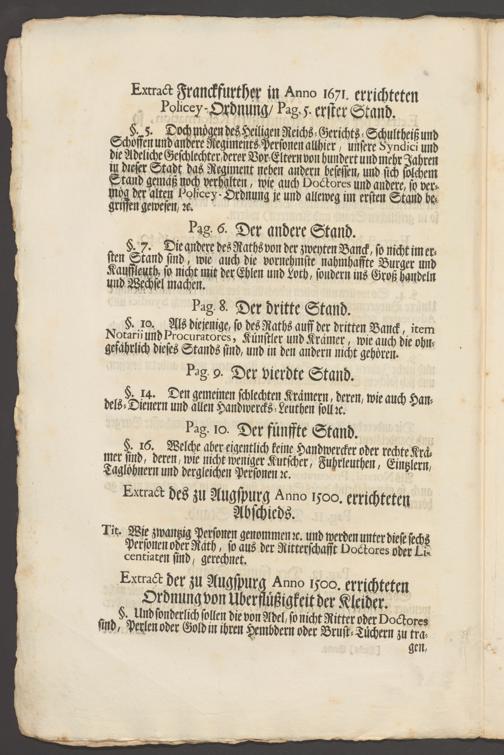 Extract Franckfurther in Anno 1671. errichteten
Policey-Ordnung/ Pag. 5. erster Stand.
§. 5. Doch mögen des Heiligen Reichs-Gerichts-Schultheiß und
Schöffen und andere Regiments-Personen allhier, unsere Syndici und
die Adeliche Geschlechter, derer Vor-Eltern von hundert und mehr Jahren
in dieser Stadt das Regiment neben andern besessen, und sich solchem
Stand gemäß noch verhalten, wie auch Doctores und andere, so ver-
mög der alten Policey-Ordnung je und alleweg im ersten Stand be-
griffen gewesen, ꝛc.
Pag. 6. Der andere Stand.
§. 7. Die andere des Raths von der zweyten Banck, so nicht im er-
sten Stand sind, wie auch die vornehmste nahmhaffte Burger und
Kauffleuth, so nicht mit der Ehlen und Loth, sondern ins Groß handeln
und Wechsel machen.
Pag. 8. Der dritte Stand.
§. 10. Als diejenige, so des Raths auff der dritten Banck, item
Notarii und Procuratores, Künstler und Krämer, wie auch die ohn-
gefährlich dieses Stands sind, und in den andern nicht gehören.
Pag. 9. Der vierdte Stand.
§. 14. Den gemeinen schlechten Krämern, deren, wie auch Han-
dels-Dienern und allen Handwercks-Leuthen soll ꝛc.
Pag. 10. Der fünffte Stand.
§. 16. Welche aber eigentlich keine Handwercker oder rechte Krä-
mer sind, deren, wie nicht weniger Kutscher, Fuhrleuthen, Einzlern,
Taglöhnern und dergleichen Personen ꝛc.
Extract des zu Augspurg Anno 1500. errichteten
Abschieds.
Tit. Wie zwantzig Personen genommen ꝛc. und werden unter diese sechs
Personen oder Räth, so aus der Ritterschafft Doctores oder Li-
centiaten sind, gerechnet.
Extract der zu Augspurg Anno 1500. errichteten
Ordnung von Uberflüßigkeit der Kleider.
§. Und sonderlich sollen die von Adel, so nicht Ritter oder Doctores
sind, Perlen oder Gold in ihren Hembdern oder Brust-Tüchern zu tra-
gen,